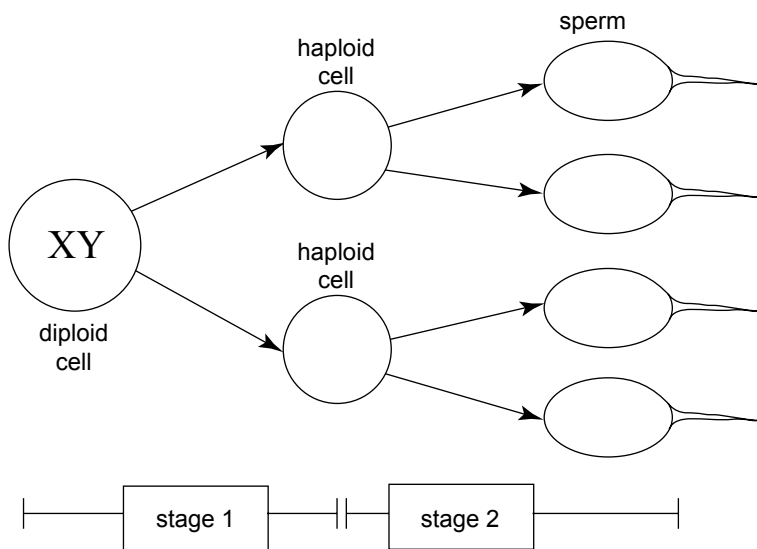 sperm
haploid
cell
XY
diploid
cell
haploid
cell
stage 1
stage 2